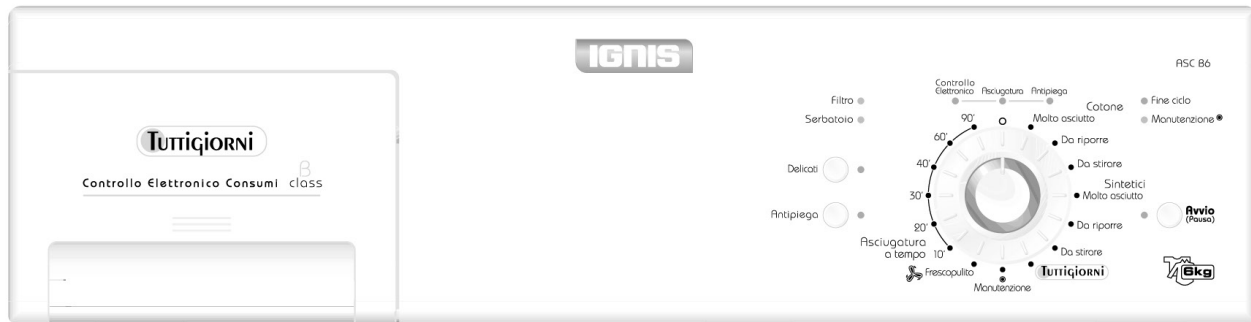 IGNIS
ASC B6
TUTTIGIORNI
Controllo Elettronico Consumi
B
class
Filtro
Serbatoio
Delicati
Antipiega
Controllo
Elettronico
Asciugatura
Antipiega
Cotone
Molto asciutto
Da riporre
Da stirare
Sintetici
Molto asciutto
Da riporre
Da stirare
TUTTIGIORNI
Manutenzione
Frescopulito
Asciugatura
a tempo
10'
20'
30'
40'
60'
90'
Fine ciclo
Manutenzione
Avvio
(Pausa)
6kg